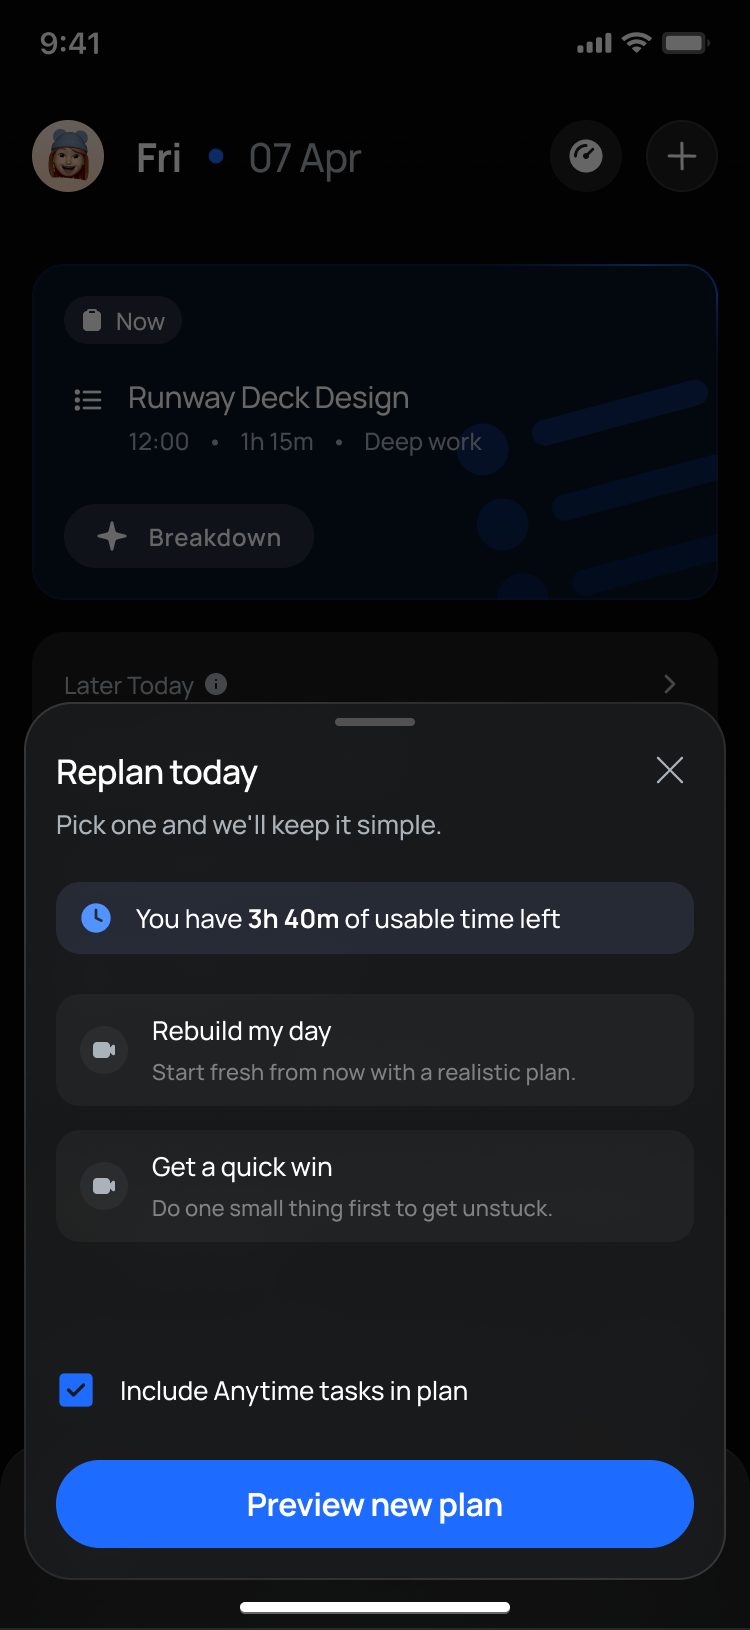 9:41
Fri • 07 Apr
Now
Runway Deck Design
12:00 • 1h 15m • Deep work
Breakdown
Later Today
Replan today
Pick one and we'll keep it simple.
You have 3h 40m of usable time left
Rebuild my day
Start fresh from now with a realistic plan.
Get a quick win
Do one small thing first to get unstuck.
Include Anytime tasks in plan
Preview new plan